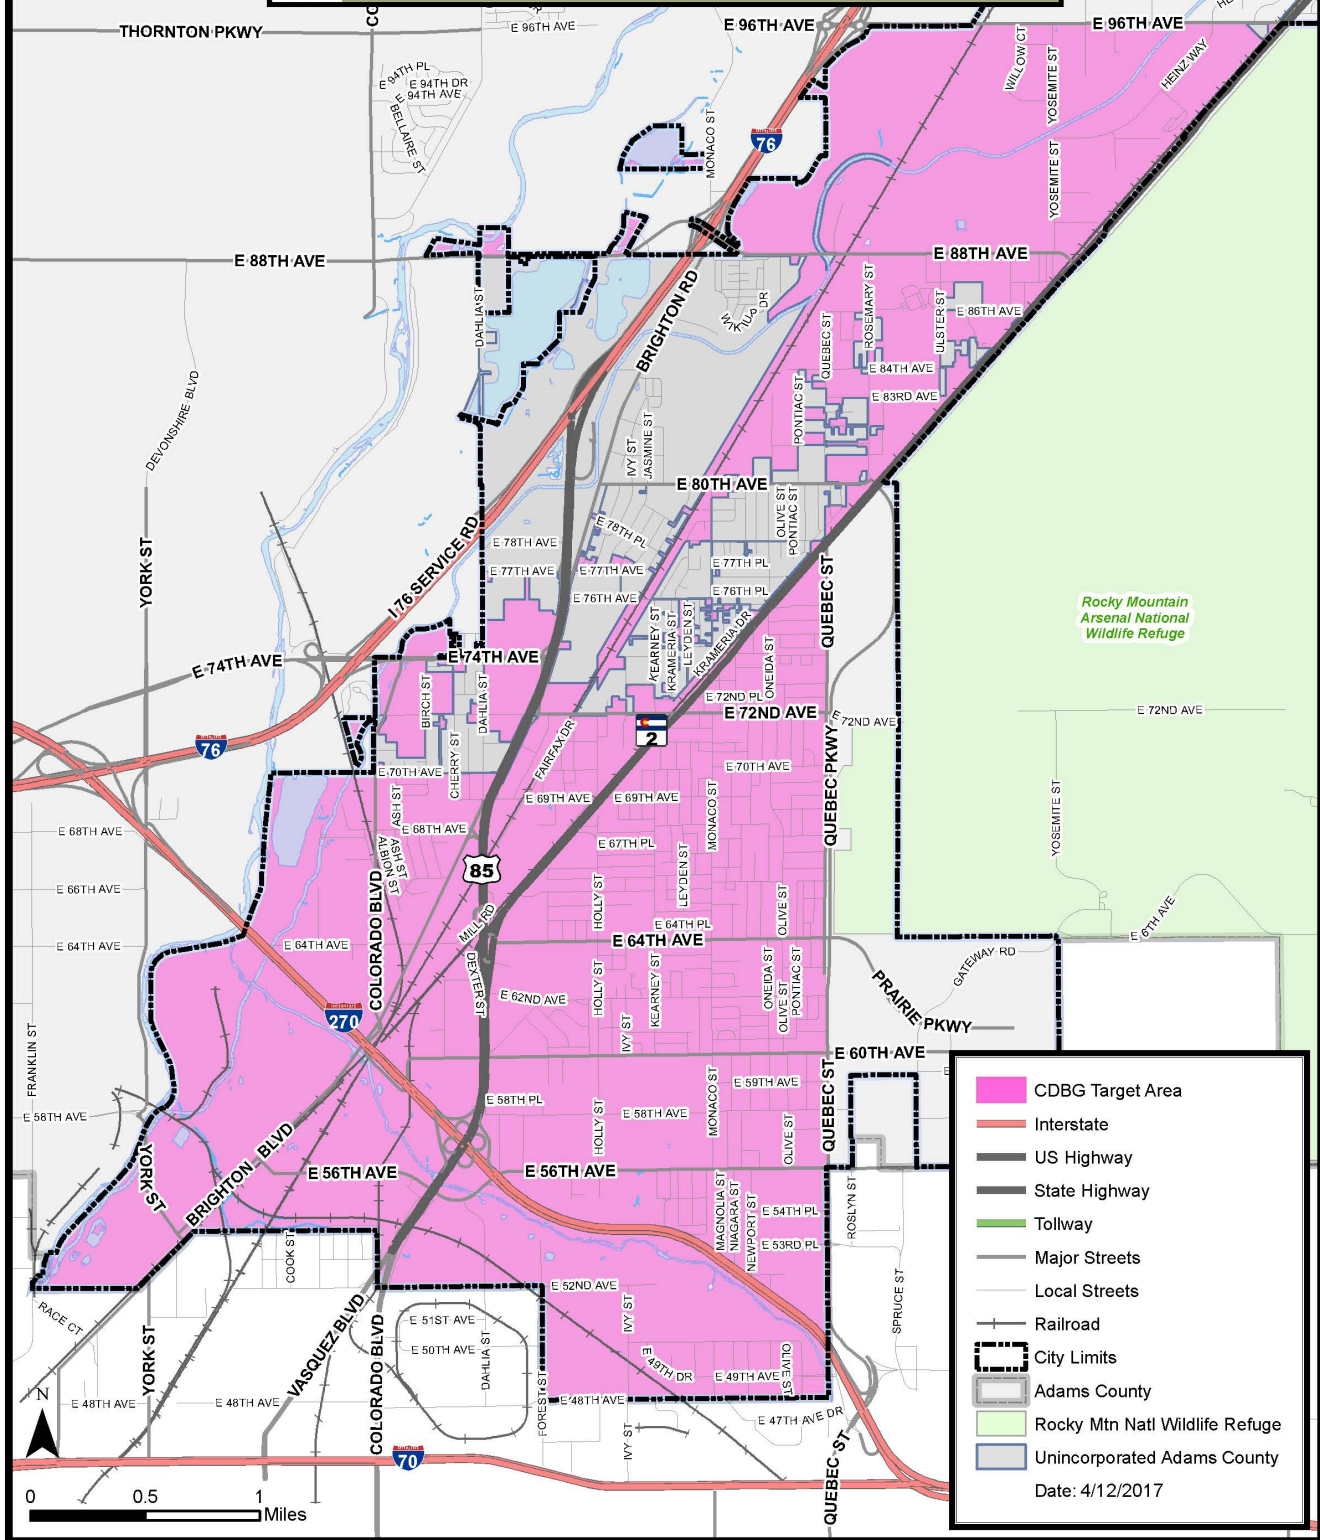 THORNTON PKWY
CO
E 96TH AVE
E 96TH AVE
E 96TH AVE
E 94TH PL
E 94TH DR
E 94TH AVE
BELLAIRE ST
MONACO ST
76
WILLOW CT
YOSEMITE ST
HEINZ WAY
YOSEMITE ST
E 88TH AVE
E 88TH AVE
DAHLIA ST
BRIGHTON RD
QUEBEC ST
ROSEMARY ST
ULSTER ST
E 86TH AVE
E 84TH AVE
E 83RD AVE
PONTIAC ST
DEVONSHIRE BLVD
IVY ST
JASMINE ST
E 80TH AVE
OLIVE ST
PONTIAC ST
E 78TH PL
E 78TH AVE
YORK ST
I 76 SERVICE RD
E 77TH AVE
E 77TH AVE
E 77TH PL
E 76TH AVE
E 76TH PL
QUEBEC ST
Rocky Mountain
Arsenal National
Wildlife Refuge
KEARNEY ST
KRAMERIA ST
LEYDEN ST
KRAMERIA DR
ONEIDA ST
E 74TH AVE
E 74TH AVE
BIRCH ST
DAHLIA ST
E 72ND PL
E 72ND AVE
E 72ND AVE
E 72ND AVE
2
76
CHERRY ST
FAIRFAX DR
E 70TH AVE
E 70TH AVE
QUEBEC PKWY
ASH ST
E 69TH AVE
E 69TH AVE
MONACO ST
YOSEMITE ST
E 68TH AVE
E 68TH AVE
ASH ST
ALBION ST
E 67TH PL
85
LEYDEN ST
E 66TH AVE
COLORADO BLVD
HOLLY ST
OLIVE ST
MILL RD
E 64TH PL
E 64TH AVE
E 64TH AVE
E 64TH AVE
E 6TH AVE
GATEWAY RD
DEXTER ST
HOLLY ST
KEARNEY ST
ONEIDA ST
OLIVE ST
PONTIAC ST
PRAIRIE PKWY
E 62ND AVE
270
IVY ST
FRANKLIN ST
E 60TH AVE
E
E 59TH AVE
MONACO ST
QUEBEC ST
E 58TH PL
E 58TH AVE
E 58TH AVE
HOLLY ST
OLIVE ST
YORK ST
BRIGHTON BLVD
E 56TH AVE
E 56TH AVE
MAGNOLIA ST
NIAGARA ST
NEWPORT ST
E 54TH PL
E 53RD PL
ROSLYN ST
COOK ST
E 52ND AVE
RACE CT
YORK ST
VASQUEZ BLVD
COLORADO BLVD
E 51ST AVE
E 50TH AVE
DAHLIA ST
IVY ST
SPRUCE ST
E 49TH DR
E 49TH AVE
OLIVE ST
E 48TH AVE
E 48TH AVE
E 48TH AVE
FOREST ST
E 47TH AVE DR
IVY ST
QUEBEC ST
70
N
0 0.5 1
Miles
CDBG Target Area
Interstate
US Highway
State Highway
Tollway
Major Streets
Local Streets
Railroad
City Limits
Adams County
Rocky Mtn Natl Wildlife Refuge
Unincorporated Adams County
Date: 4/12/2017